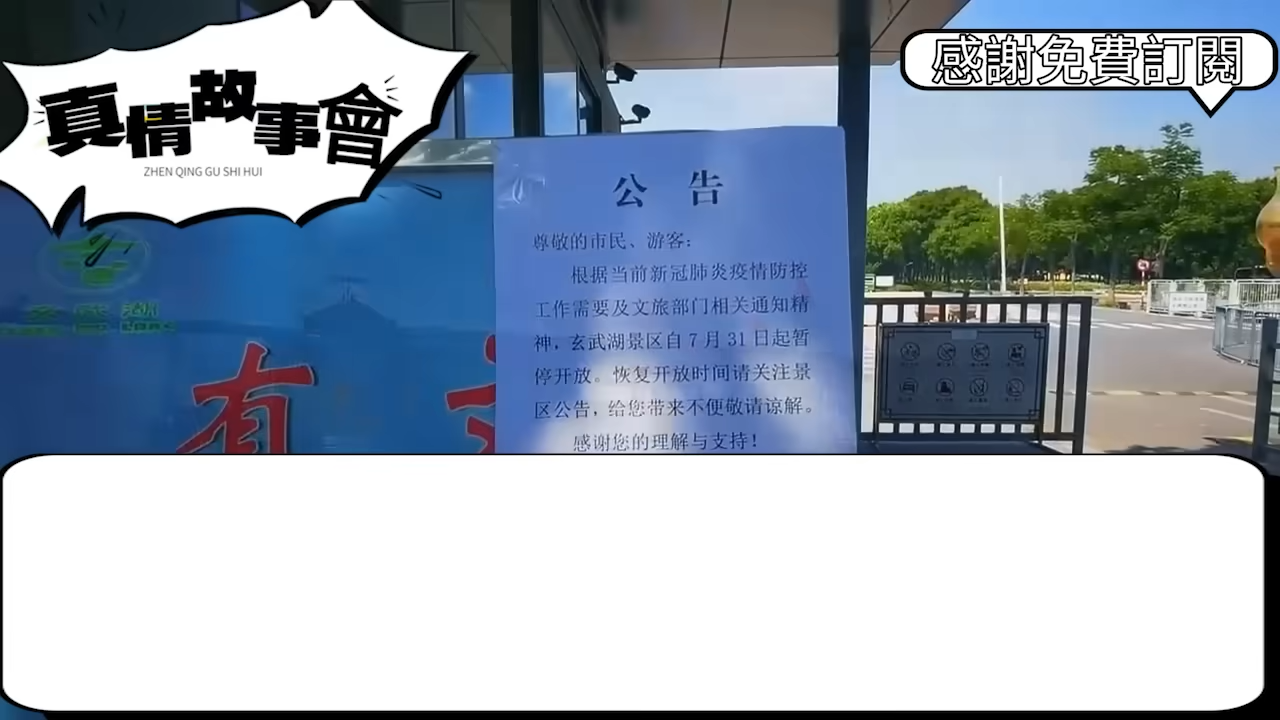 真情故事會
ZHEN QING GU SHI HUI
感謝免費訂閱
公 告
尊敬的市民、游客：
根据当前新冠肺炎疫情防控
工作需要及文旅部门相关通知精
神，玄武湖景区自7月31日起暂
停开放。恢复开放时间请关注景
区公告，给您带来不便敬请谅解。
感谢您的理解与支持！
玄武湖
有